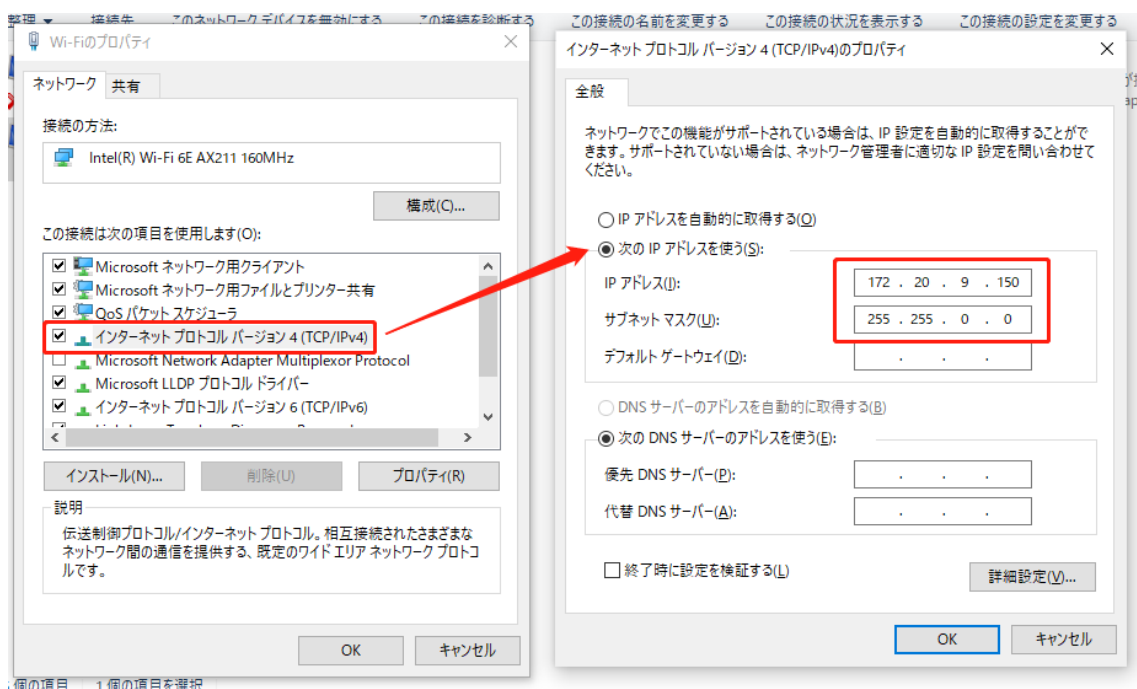 整理 ▼ 接続先 このネットワーク デバイスを無効にする この接続を診断する この接続の名前を変更する この接続の状況を表示する この接続の設定を変更する
Wi-Fiのプロパティ
ネットワーク 共有
接続の方法:
Intel(R) Wi-Fi 6E AX211 160MHz
構成(C)...
この接続は次の項目を使用します(O):
Microsoft ネットワーク用クライアント
Microsoft ネットワーク用ファイルとプリンター共有
QoS パケット スケジューラ
インターネット プロトコル バージョン 4 (TCP/IPv4)
Microsoft Network Adapter Multiplexor Protocol
Microsoft LLDP プロトコル ドライバー
インターネット プロトコル バージョン 6 (TCP/IPv6)
インストール(N)...
削除(U)
プロパティ(R)
説明
伝送制御プロトコル/インターネット プロトコル。相互接続されたさまざまな
ネットワーク間の通信を提供する、既定のワイド エリア ネットワーク プロトコ
ルです。
OK
キャンセル
6 個の項目 1 個の項目を選択
インターネット プロトコル バージョン 4 (TCP/IPv4)のプロパティ
全般
ネットワークでこの機能がサポートされている場合は、IP 設定を自動的に取得することがで
きます。サポートされていない場合は、ネットワーク管理者に適切な IP 設定を問い合わせて
ください。
IP アドレスを自動的に取得する(O)
次の IP アドレスを使う(S):
IP アドレス(I):
172 . 20 . 9 . 150
サブネット マスク(U):
255 . 255 . 0 . 0
デフォルト ゲートウェイ(D):
. . .
DNS サーバーのアドレスを自動的に取得する(B)
次の DNS サーバーのアドレスを使う(E):
優先 DNS サーバー(P):
. . .
代替 DNS サーバー(A):
. . .
終了時に設定を検証する(L)
詳細設定(V)...
OK
キャンセル